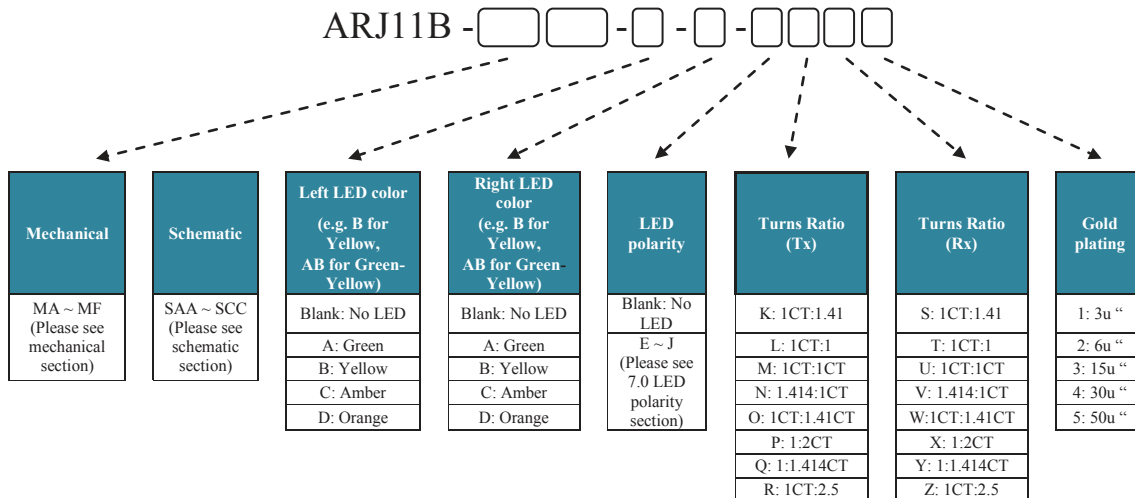 ARJ11B - - - -
Mechanical
MA ~ MF
(Please see
mechanical
section)
Schematic
SAA ~ SCC
(Please see
schematic
section)
Left LED color
(e.g. B for
Yellow,
AB for Green-
Yellow)
Blank: No LED
A: Green
B: Yellow
C: Amber
D: Orange
Right LED
color
(e.g. B for
Yellow,
AB for Green-
Yellow)
Blank: No LED
A: Green
B: Yellow
C: Amber
D: Orange
LED
polarity
Blank: No
LED
E ~ J
(Please see
7.0 LED
polarity
section)
Turns Ratio
(Tx)
K: 1CT:1.41
L: 1CT:1
M: 1CT:1CT
N: 1.414:1CT
O: 1CT:1.41CT
P: 1:2CT
Q: 1:1.414CT
R: 1CT:2.5
Turns Ratio
(Rx)
S: 1CT:1.41
T: 1CT:1
U: 1CT:1CT
V: 1.414:1CT
W:1CT:1.41CT
X: 1:2CT
Y: 1:1.414CT
Z: 1CT:2.5
Gold
plating
1: 3u “
2: 6u “
3: 15u “
4: 30u “
5: 50u “